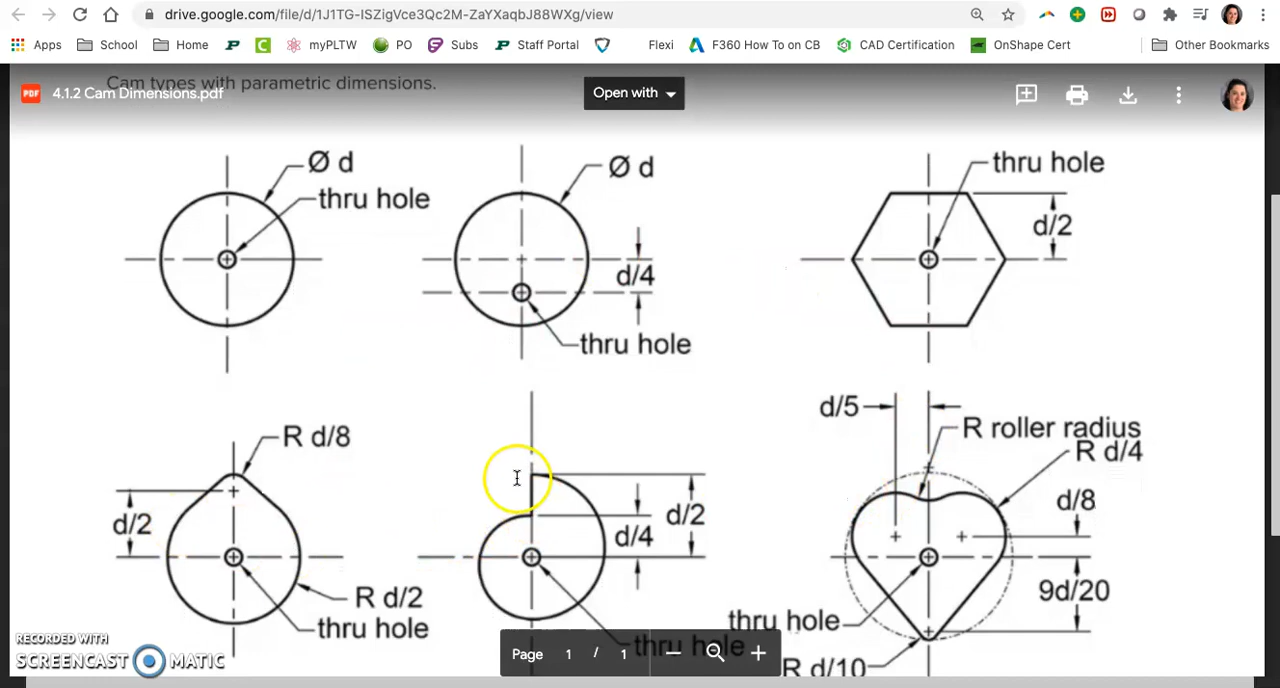 drive.google.com/file/d/1J1TG-ISZigVce3Qc2M-ZaYXaqbJ88WXg/view
Apps School Home myPLTW PO Subs Staff Portal Flexi F360 How To on CB CAD Certification OnShape Cert Other Bookmarks
Cam types with parametric dimensions.
PDF 4.1.2 Cam Dimensions.pdf
Open with
Ø d
thru hole
Ø d
d/4
thru hole
thru hole
d/2
R d/8
d/2
R d/2
thru hole
d/2
d/4
thru hole
d/5
R roller radius
R d/4
d/8
9d/20
thru hole
R d/10
Page 1 / 1
RECORDED WITH
SCREENCAST MATIC